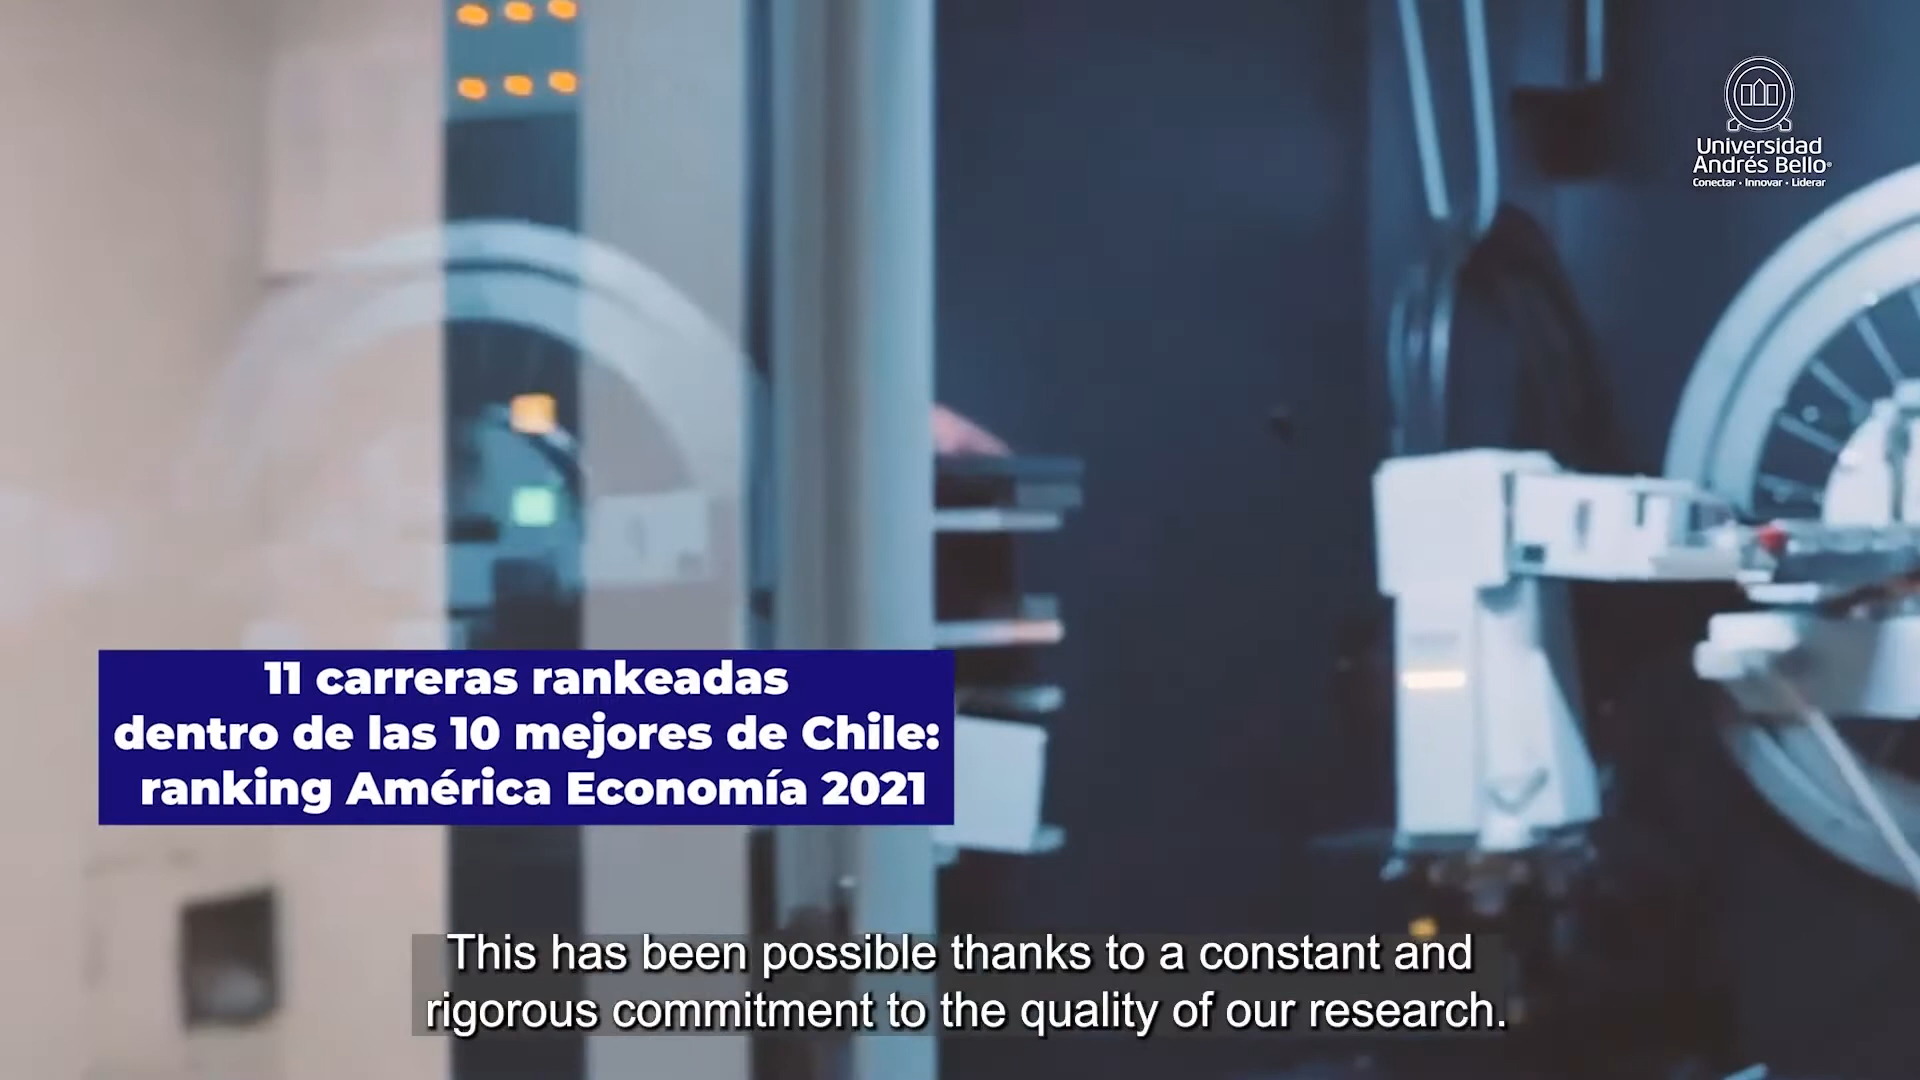 Universidad
Andrés Bello
Conectar · Innovar · Liderar
11 carreras rankeadas
dentro de las 10 mejores de Chile:
ranking América Economía 2021
This has been possible thanks to a constant and
rigorous commitment to the quality of our research.